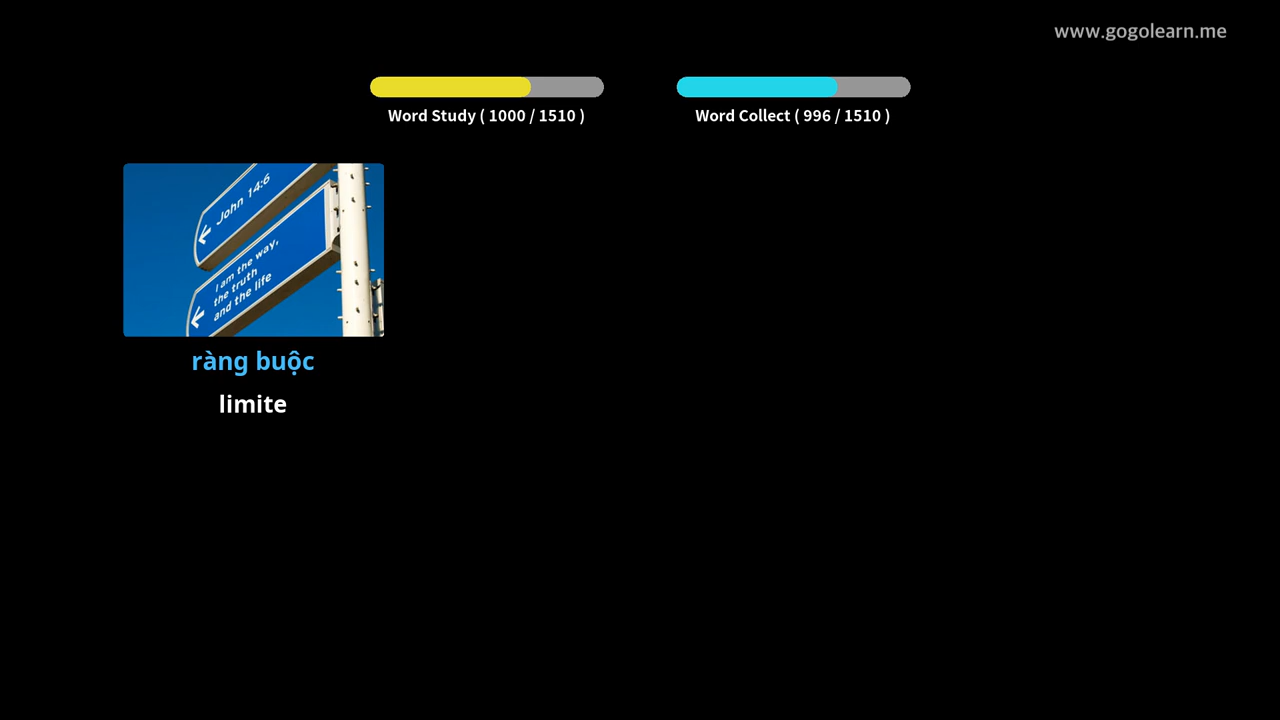 www.gogolearn.me
Word Study ( 1000 / 1510 )
Word Collect ( 996 / 1510 )
John 14:6
I am the way,
the truth
and the life
ràng buộc
limite